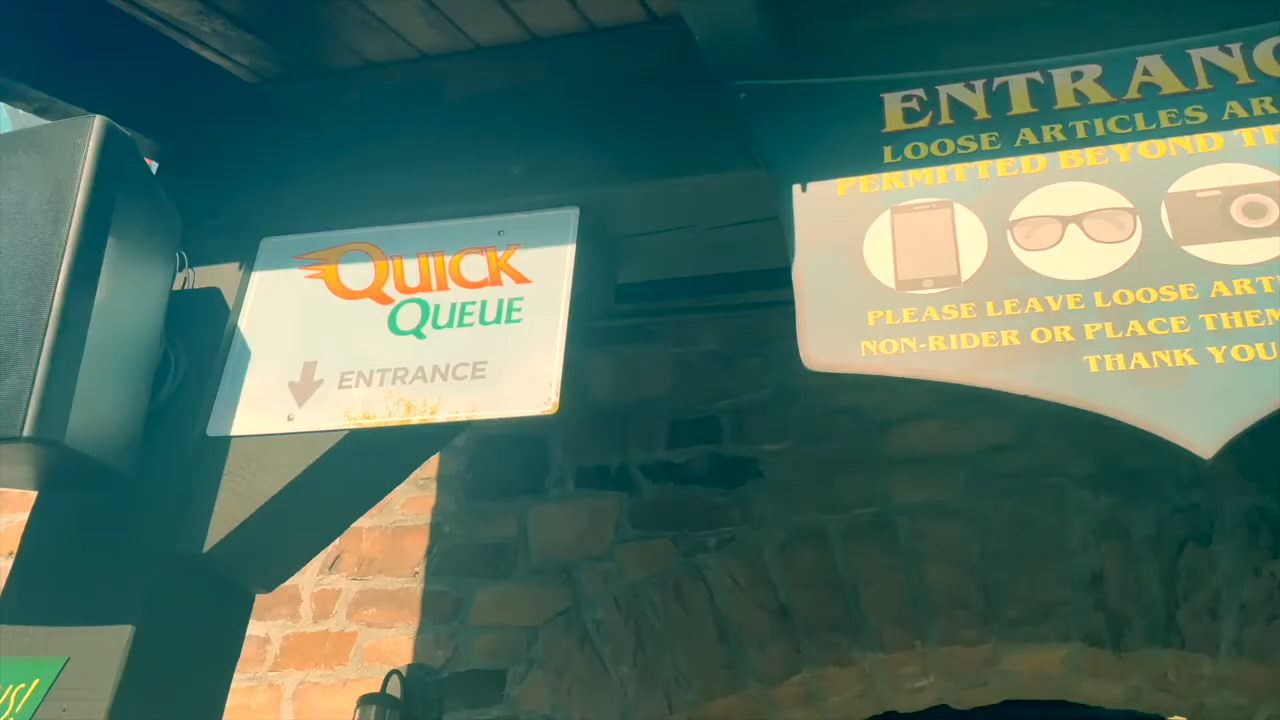 QUICK
QUEUE
ENTRANCE
ENTRANC
LOOSE ARTICLES AR
PERMITTED BEYOND TH
PLEASE LEAVE LOOSE ART
NON-RIDER OR PLACE THEM
THANK YOU